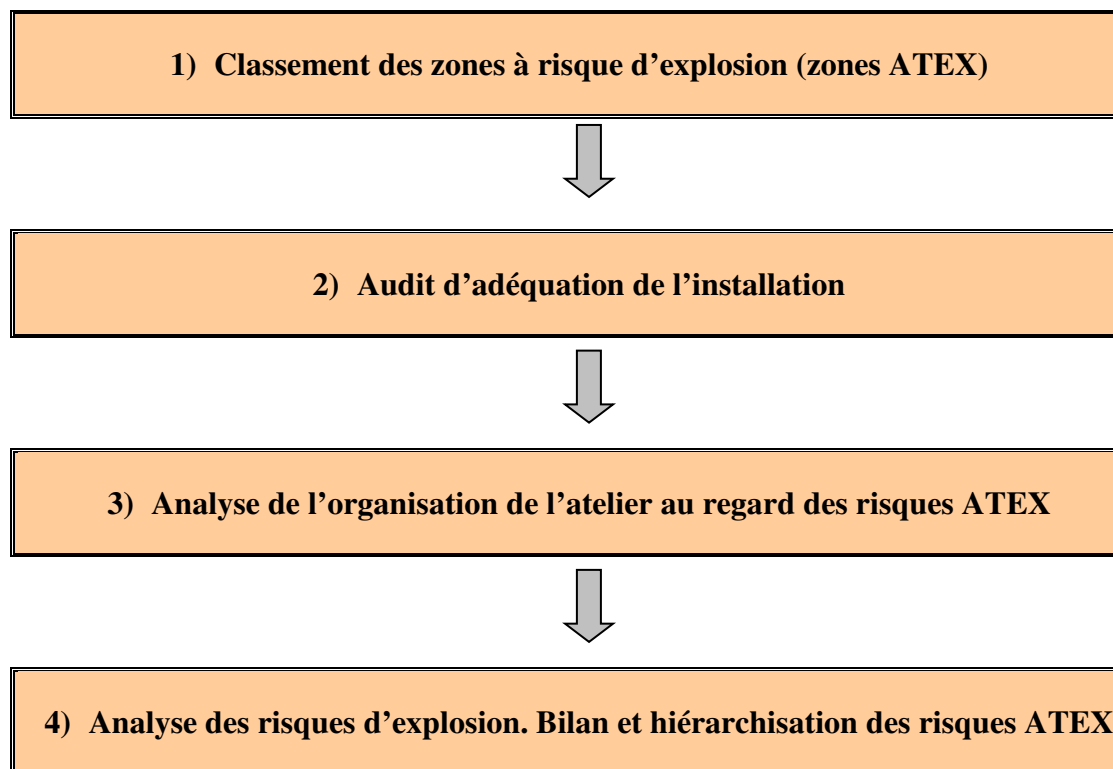 1) Classement des zones à risque d’explosion (zones ATEX)
2) Audit d’adéquation de l’installation
3) Analyse de l’organisation de l’atelier au regard des risques ATEX
4) Analyse des risques d’explosion. Bilan et hiérarchisation des risques ATEX